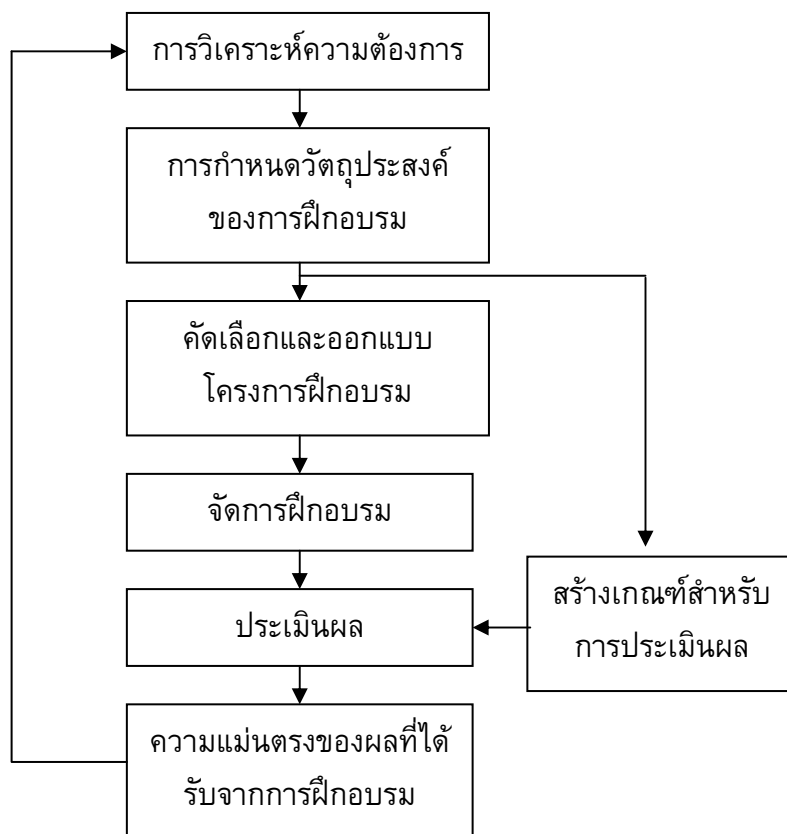 การวิเคราะห์ความต้องการ
การกำหนดวัตถุประสงค์
ของการฝึกอบรม
คัดเลือกและออกแบบ
โครงการฝึกอบรม
จัดการฝึกอบรม
สร้างเกณฑ์สำหรับ
การประเมินผล
ประเมินผล
ความแม่นตรงของผลที่ได้
รับจากการฝึกอบรม